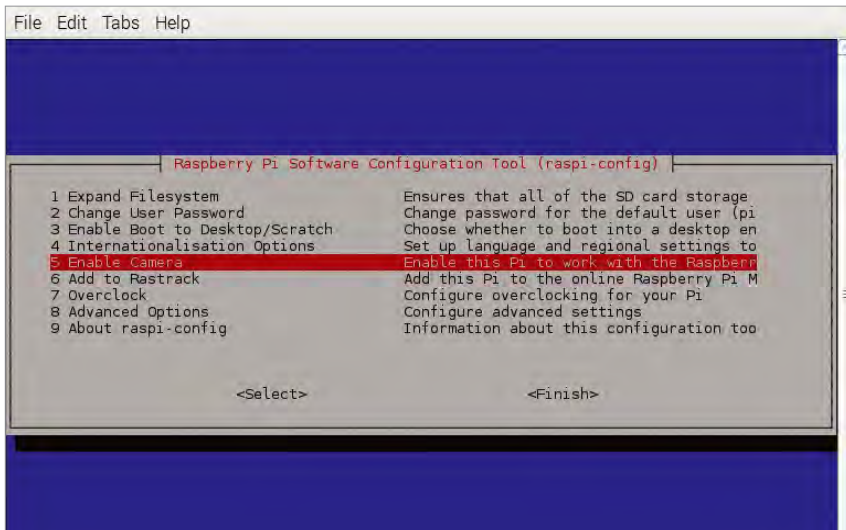 File Edit Tabs Help
Raspberry Pi Software Configuration Tool (raspi-config)
1 Expand Filesystem Ensures that all of the SD card storage
2 Change User Password Change password for the default user (pi
3 Enable Boot to Desktop/Scratch Choose whether to boot into a desktop en
4 Internationalisation Options Set up language and regional settings to
5 Enable Camera Enable this Pi to work with the Raspberr
6 Add to Rastrack Add this Pi to the online Raspberry Pi M
7 Overclock Configure overclocking for your Pi
8 Advanced Options Configure advanced settings
9 About raspi-config Information about this configuration too
<Select> <Finish>